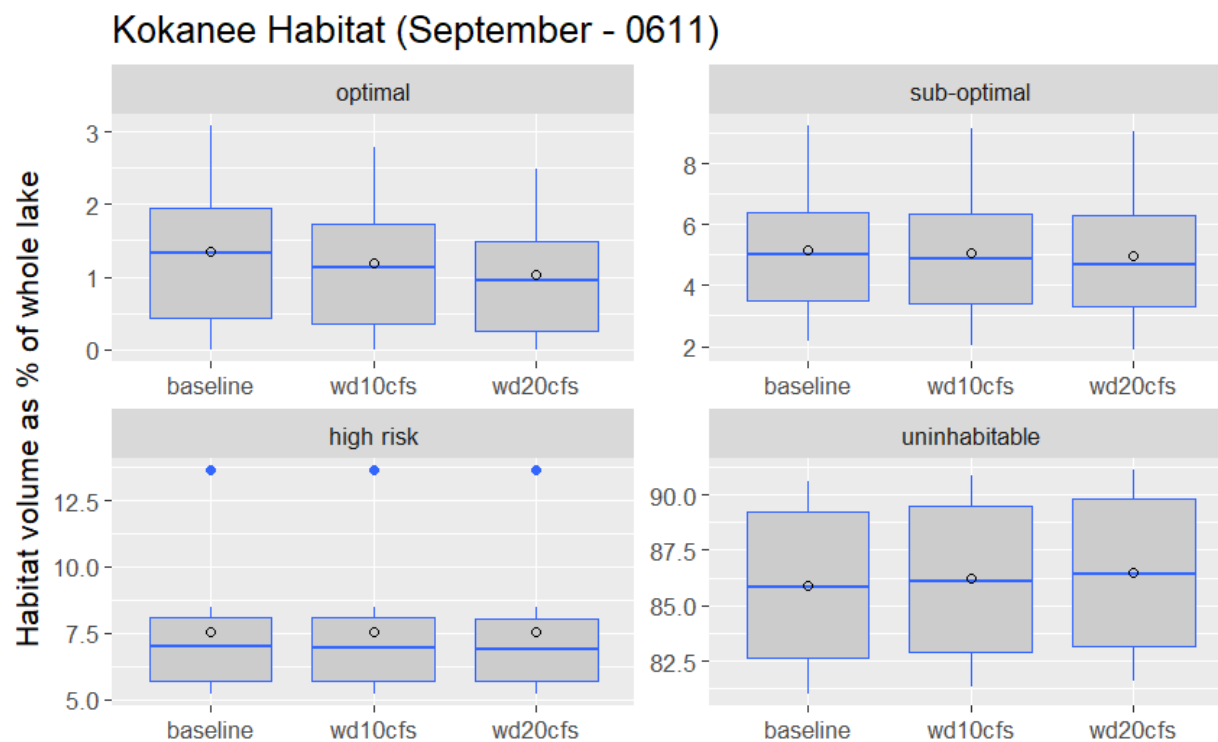 Kokanee Habitat (September - 0611)
Habitat volume as % of whole lake
optimal
3
2
1
0
baseline wd10cfs wd20cfs
sub-optimal
8
6
4
2
baseline wd10cfs wd20cfs
high risk
12.5
10.0
7.5
5.0
baseline wd10cfs wd20cfs
uninhabitable
90.0
87.5
85.0
82.5
baseline wd10cfs wd20cfs